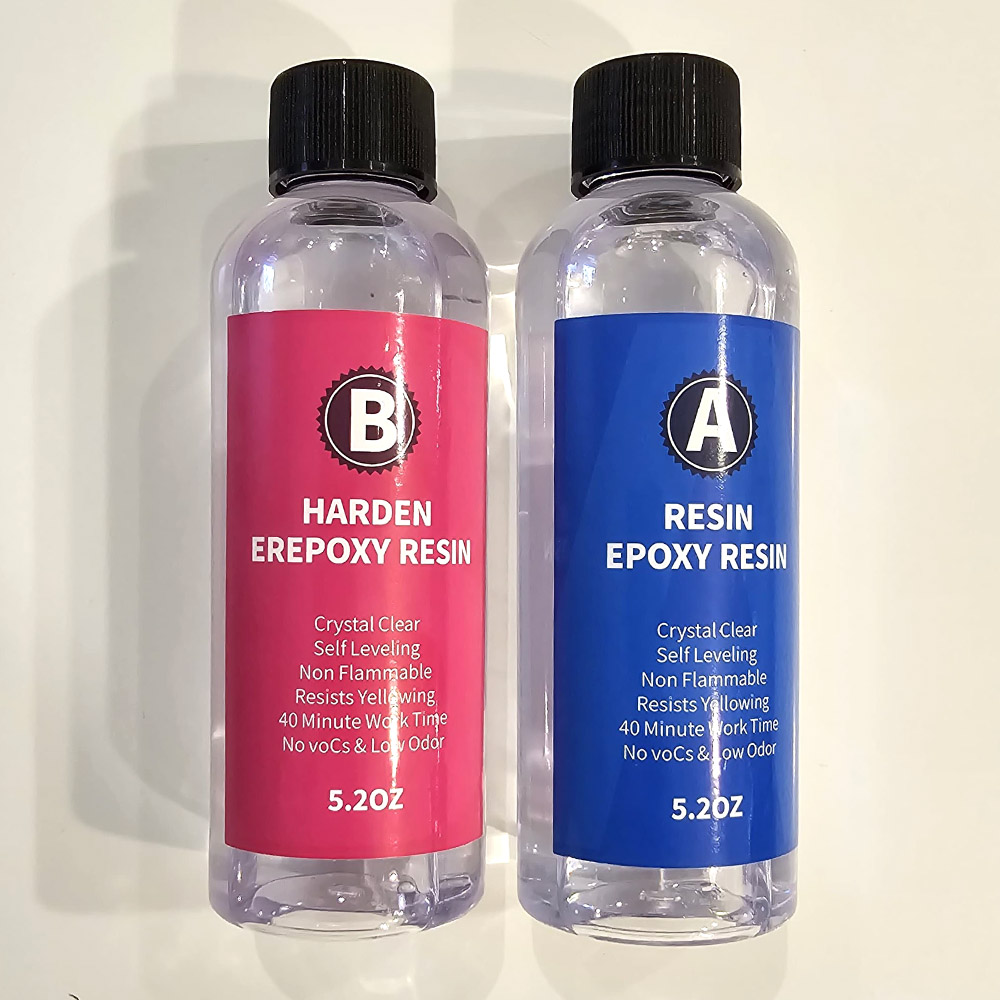 B
HARDEN
EREPOXY RESIN
Crystal Clear
Self Leveling
Non Flammable
Resists Yellowing
40 Minute Work Time
No voCs & Low Odor
5.2OZ
A
RESIN
EPOXY RESIN
Crystal Clear
Self Leveling
Non Flammable
Resists Yellowing
40 Minute Work Time
No voCs & Low Odor
5.2OZ